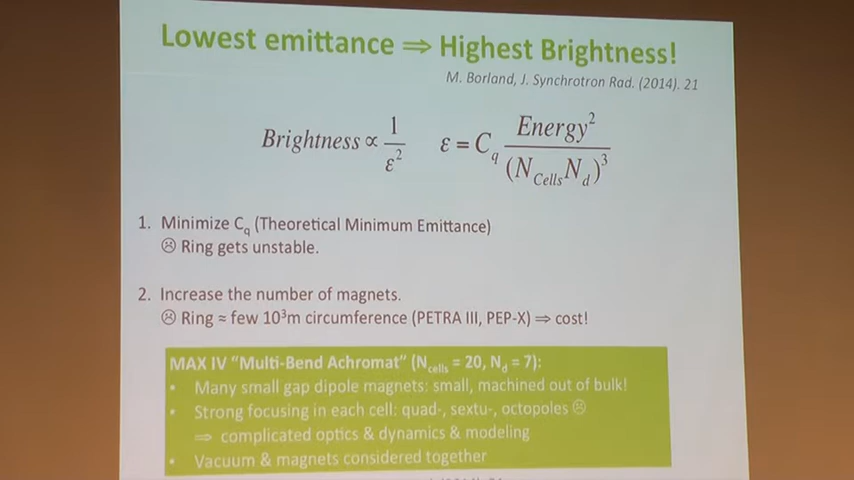 Lowest emittance ⇒ Highest Brightness!
M. Borland, J. Synchrotron Rad. (2014). 21
Brightness ∝ 1/ε² ε = C_q Energy²/(N_Cells N_d)³
1. Minimize Cq (Theoretical Minimum Emittance)
☹ Ring gets unstable.
2. Increase the number of magnets.
☹ Ring ≈ few 10³m circumference (PETRA III, PEP-X) ⇒ cost!
MAX IV "Multi-Bend Achromat" (Ncells = 20, Nd = 7):
• Many small gap dipole magnets: small, machined out of bulk!
• Strong focusing in each cell: quad-, sextu-, octopoles ☹
⇒ complicated optics & dynamics & modeling
• Vacuum & magnets considered together